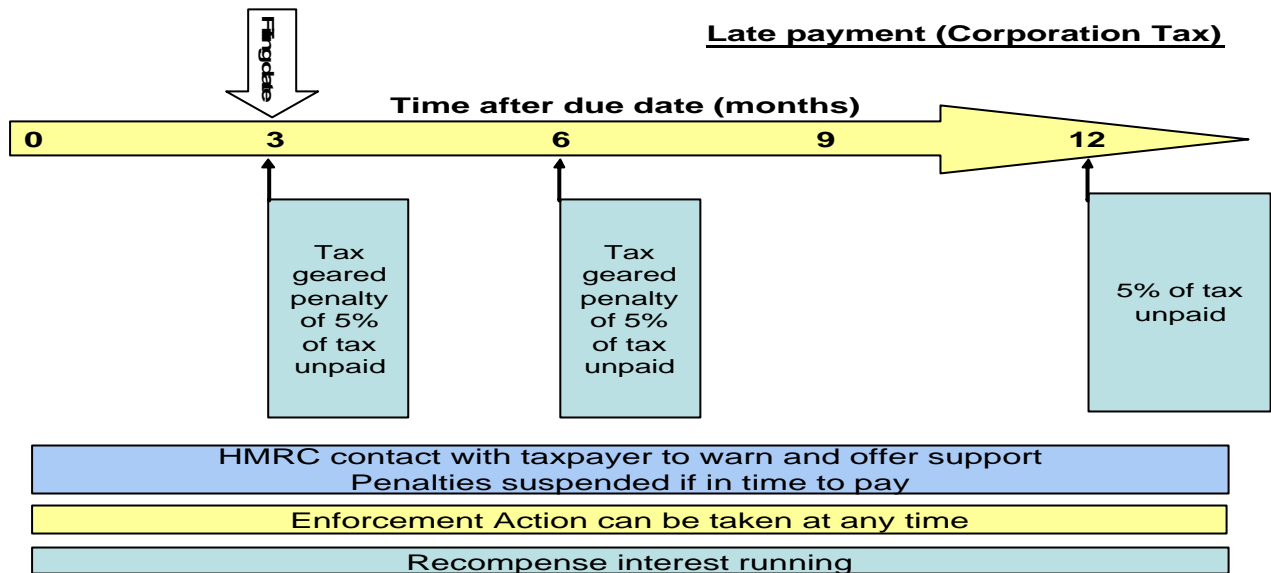 Late payment (Corporation Tax)
Filing date
Time after due date (months)
0 3 6 9 12
Tax
geared
penalty
of 5%
of tax
unpaid
Tax
geared
penalty
of 5%
of tax
unpaid
5% of tax
unpaid
HMRC contact with taxpayer to warn and offer support
Penalties suspended if in time to pay
Enforcement Action can be taken at any time
Recompense interest running